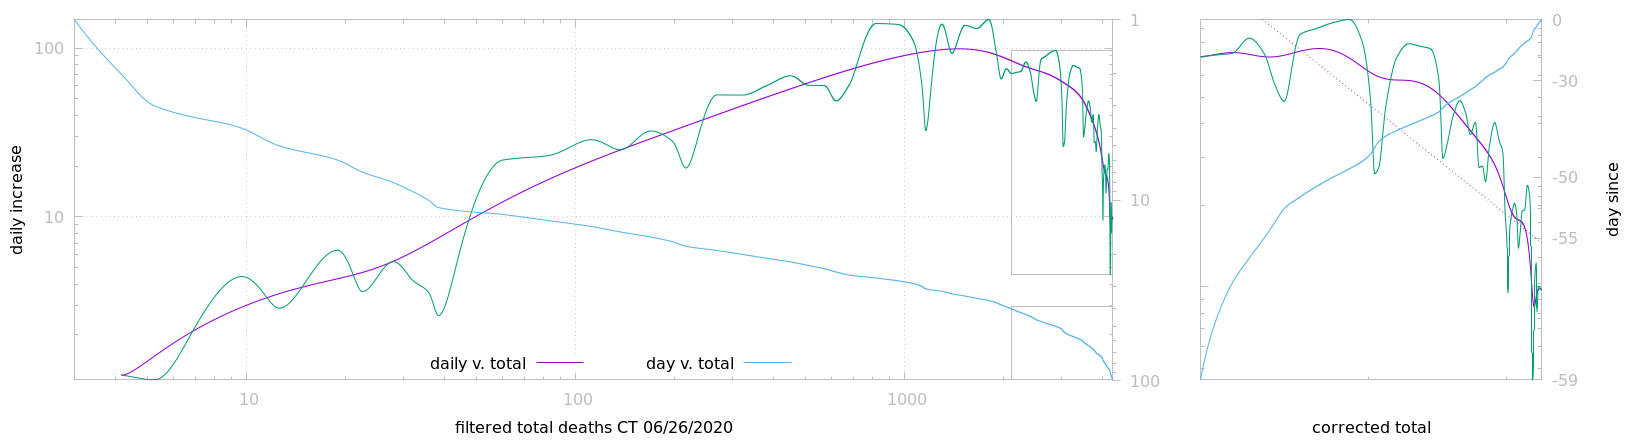 100
10
daily increase
daily v. total
day v. total
10
100
1000
filtered total deaths CT 06/26/2020
1
10
100
0
-30
-50
-55
-59
day since
corrected total